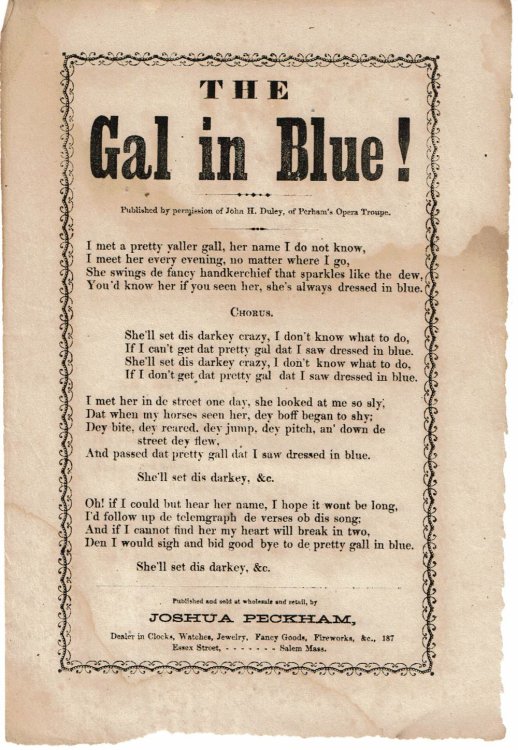 THE
Gal in Blue!
Published by permission of John H. Duley, of Perham's Opera Troupe.
I met a pretty yaller gall, her name I do not know,
I meet her every evening, no matter where I go,
She swings de fancy handkerchief that sparkles like the dew,
You'd know her if you seen her, she's always dressed in blue.
CHORUS.
She'll set dis darkey crazy, I don't know what to do,
If I can't get dat pretty gal dat I saw dressed in blue.
She'll set dis darkey crazy, I don't know what to do,
If I don't get dat pretty gal dat I saw dressed in blue.
I met her in de street one day, she looked at me so sly,
Dat when my horses seen her, dey boff began to shy;
Dey bite, dey reared, dey jump, dey pitch, an' down de
street dey flew,
And passed dat pretty gall dat I saw dressed in blue.
She'll set dis darkey, &c.
Oh! if I could but hear her name, I hope it wont be long,
I'd follow up de telemgraph de verses ob dis song;
And if I cannot find her my heart will break in two,
Den I would sigh and bid good bye to de pretty gall in blue.
She'll set dis darkey, &c.
Published and sold at wholesale and retail, by
JOSHUA PECKHAM,
Dealer in Clocks, Watches, Jewelry, Fancy Goods, Fireworks, &c., 187
Essex Street, - - - - - - - Salem Mass.